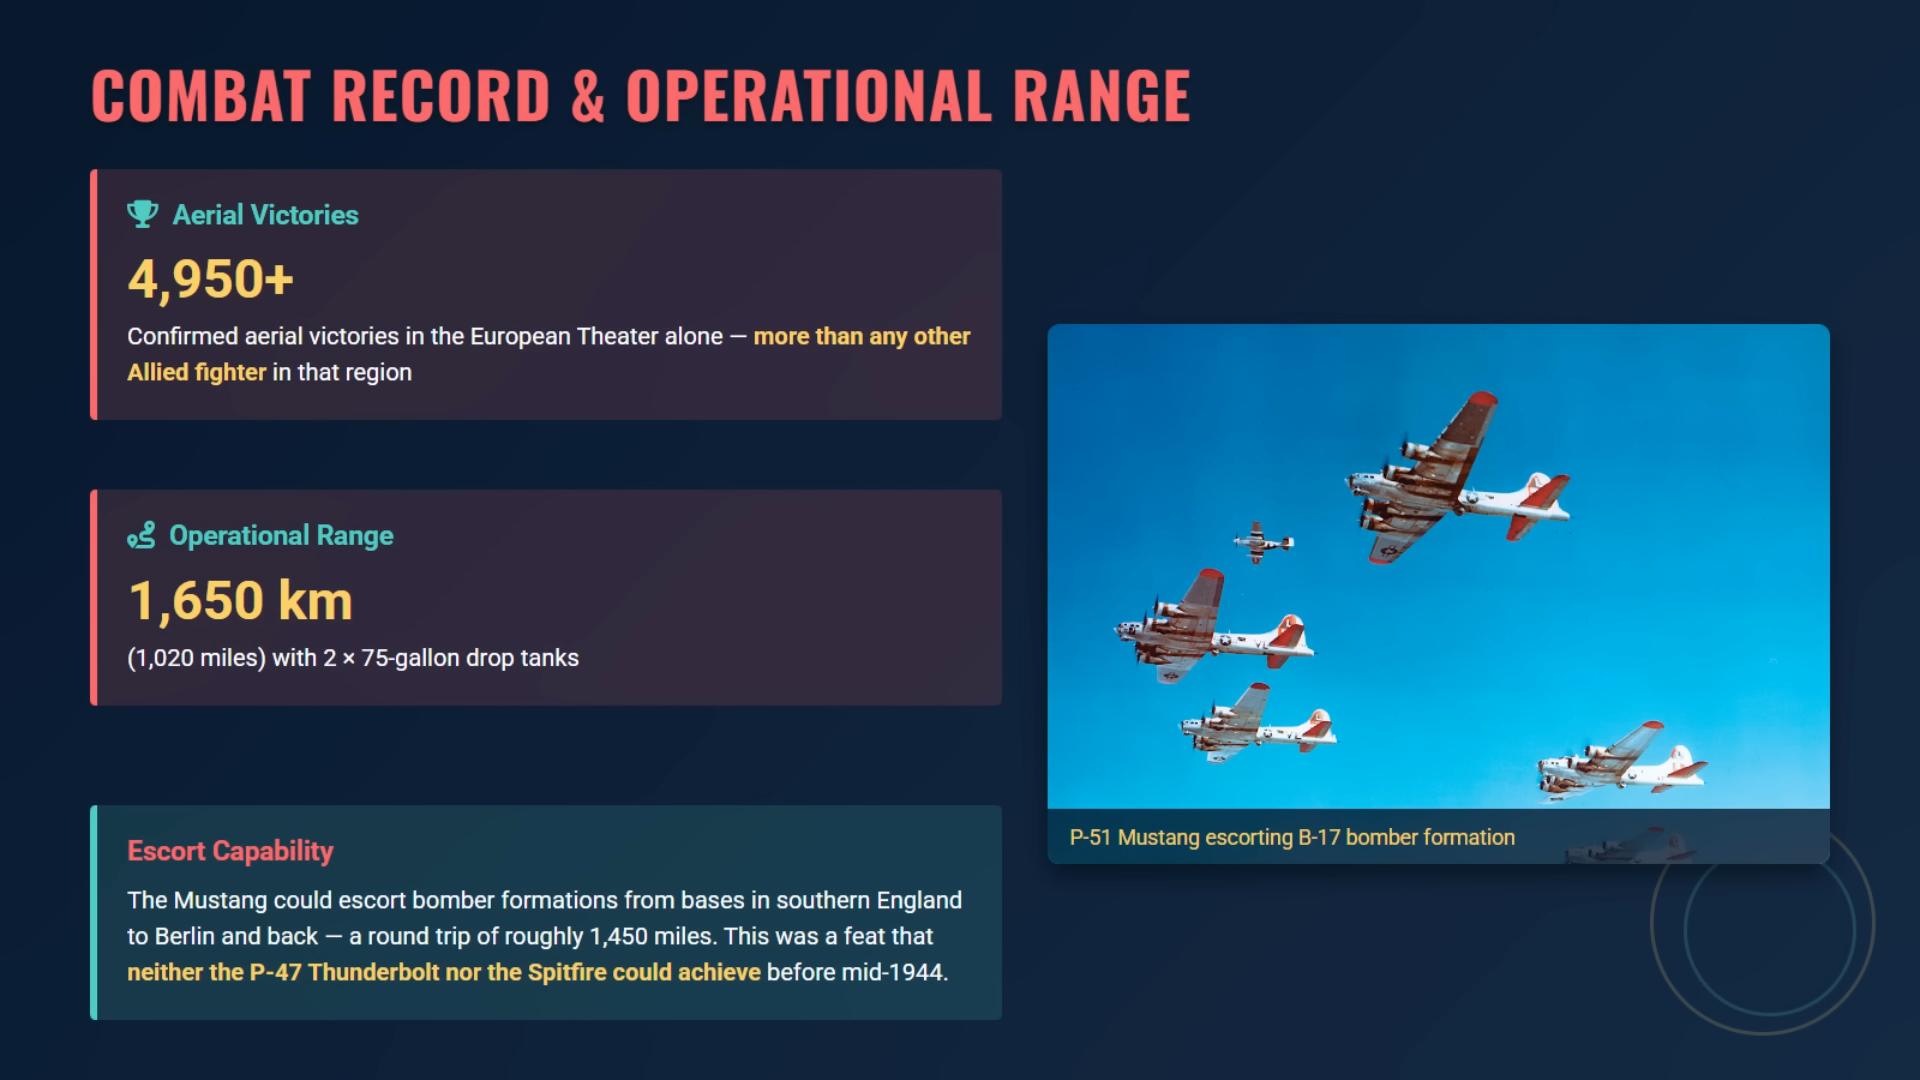 COMBAT RECORD & OPERATIONAL RANGE
Aerial Victories
4,950+
Confirmed aerial victories in the European Theater alone — more than any other
Allied fighter in that region
Operational Range
1,650 km
(1,020 miles) with 2 × 75-gallon drop tanks
Escort Capability
The Mustang could escort bomber formations from bases in southern England
to Berlin and back — a round trip of roughly 1,450 miles. This was a feat that
neither the P-47 Thunderbolt nor the Spitfire could achieve before mid-1944.
P-51 Mustang escorting B-17 bomber formation